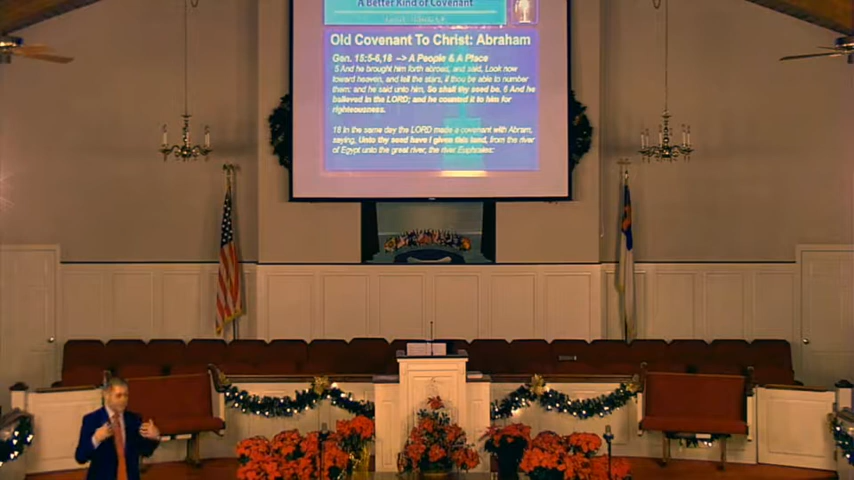 A Better Kind of Covenant
Old Covenant To Christ: Abraham
Gen. 15:5-6,18 --> A People & A Place
5 And he brought him forth abroad, and said, Look now
toward heaven, and tell the stars, if thou be able to number
them: and he said unto him, So shall thy seed be. 6 And he
believed in the LORD; and he counted it to him for
righteousness.
18 In the same day the LORD made a covenant with Abram,
saying, Unto thy seed have I given this land, from the river
of Egypt unto the great river, the river Euphrates: